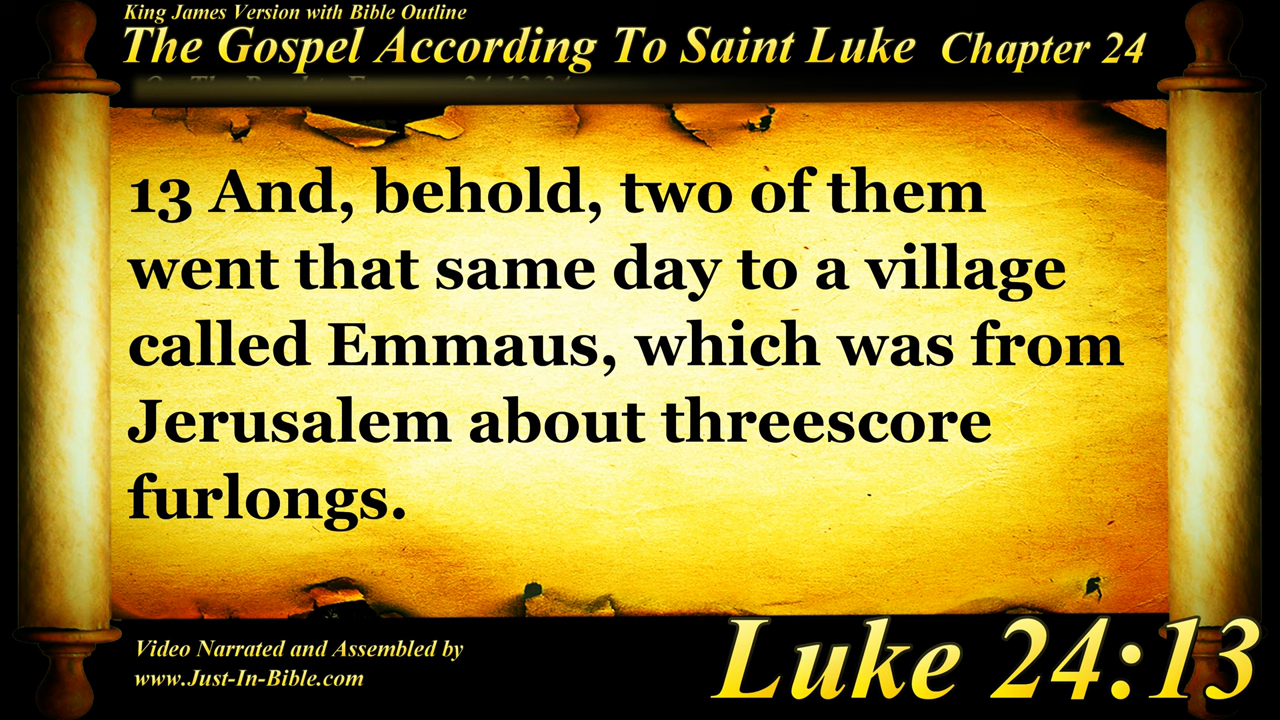 King James Version with Bible Outline
The Gospel According To Saint Luke Chapter 24
13 And, behold, two of them
went that same day to a village
called Emmaus, which was from
Jerusalem about threescore
furlongs.
Video Narrated and Assembled by
www.Just-In-Bible.com
Luke 24:13